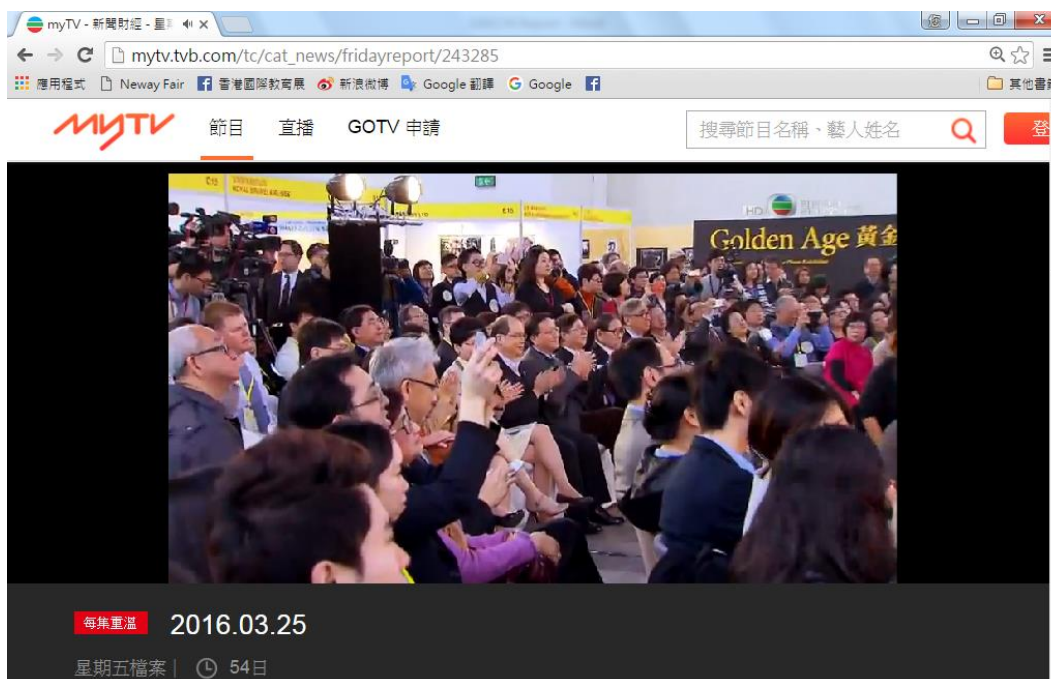 myTV - 新聞財經 - 星
mytv.tvb.com/tc/cat_news/fridayreport/243285
應用程式 Neway Fair 香港國際教育展 新浪微博 Google 翻譯 Google 其他書
myTV 節目 直播 GOTV 申請 搜尋節目名稱、藝人姓名 登
E15
HD
Golden Age 黃金
每集重溫 2016.03.25
星期五檔案 | 54日